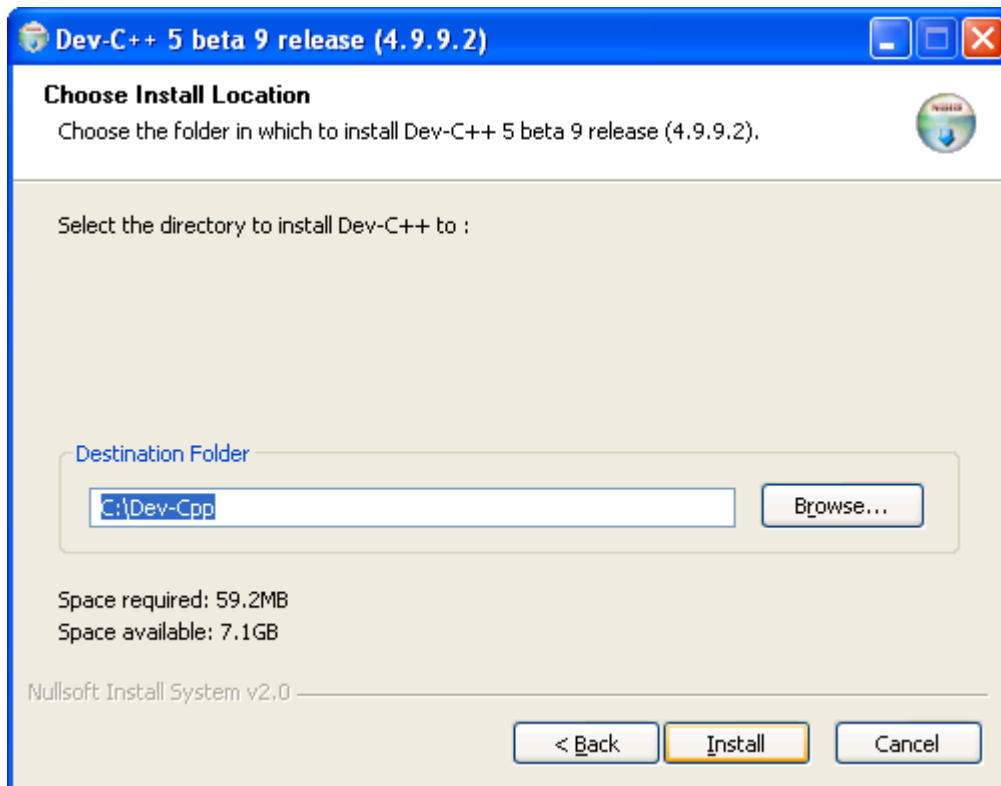 Dev-C++ 5 beta 9 release (4.9.9.2)
Choose Install Location
Choose the folder in which to install Dev-C++ 5 beta 9 release (4.9.9.2).
Select the directory to install Dev-C++ to :
Destination Folder
C:\Dev-Cpp
Browse...
Space required: 59.2MB
Space available: 7.1GB
Nullsoft Install System v2.0
< Back
Install
Cancel